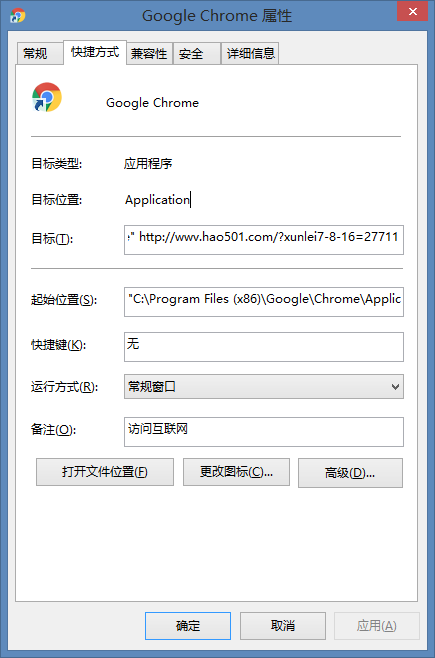 Google Chrome 属性
常规 快捷方式 兼容性 安全 详细信息
Google Chrome
目标类型: 应用程序
目标位置: Application
目标(T): " http://wwv.hao501.com/?xunlei7-8-16=27711
起始位置(S): "C:\Program Files (x86)\Google\Chrome\Applic
快捷键(K): 无
运行方式(R): 常规窗口
备注(O): 访问互联网
打开文件位置(F) 更改图标(C)... 高级(D)...
确定 取消 应用(A)